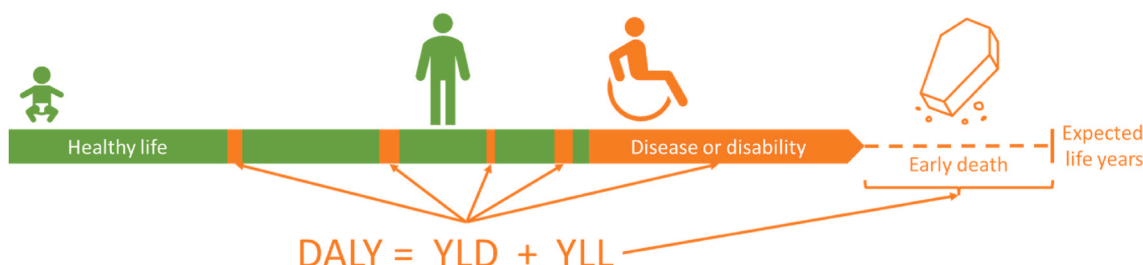 Healthy life
Disease or disability
Expected
life years
Early death
DALY = YLD + YLL